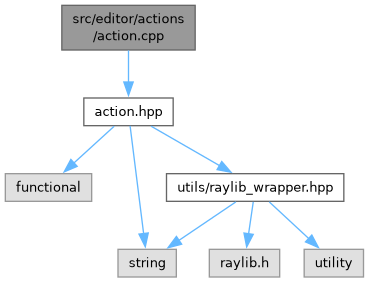 src/editor/actions
/action.cpp
action.hpp
functional
utils/raylib_wrapper.hpp
string
raylib.h
utility